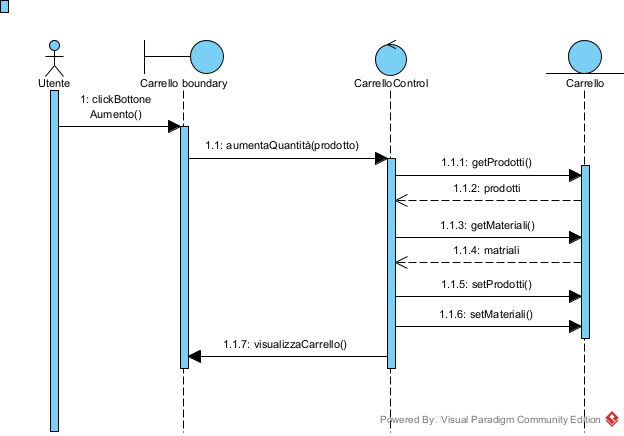 Utente
Carrello boundary
CarrelloControl
Carrello
1: clickBottone
Aumento()
1.1: aumentaQuantità(prodotto)
1.1.1: getProdotti()
1.1.2: prodotti
1.1.3: getMateriali()
1.1.4: matriali
1.1.5: setProdotti()
1.1.6: setMateriali()
1.1.7: visualizzaCarrello()
Powered By Visual Paradigm Community Edition